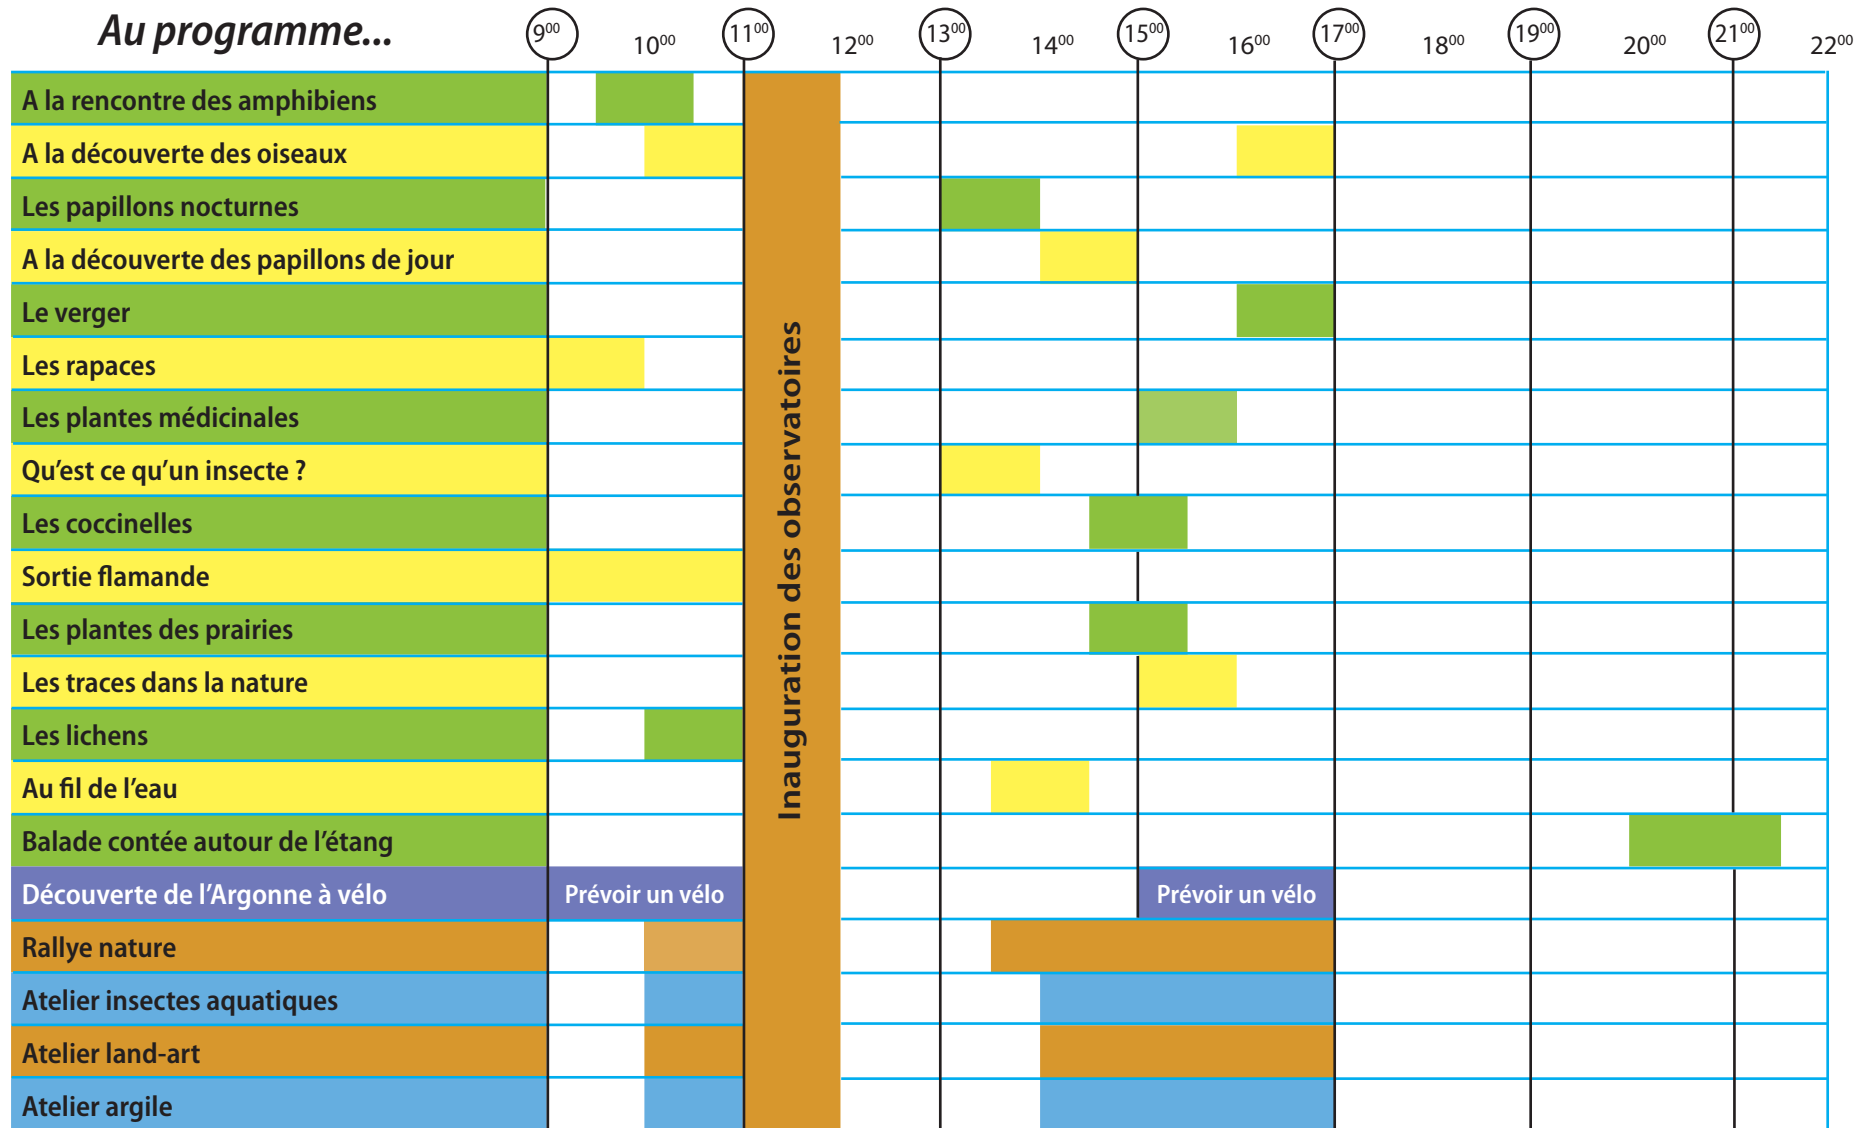 Au programme...
900 1000 1100 1200 1300 1400 1500 1600 1700 1800 1900 2000 2100 2200
A la rencontre des amphibiens
A la découverte des oiseaux
Les papillons nocturnes
A la découverte des papillons de jour
Le verger
Les rapaces
Les plantes médicinales
Qu’est ce qu’un insecte ?
Les coccinelles
Sortie flamande
Les plantes des prairies
Les traces dans la nature
Les lichens
Au fil de l’eau
Balade contée autour de l’étang
Découverte de l’Argonne à vélo Prévoir un vélo Prévoir un vélo
Rallye nature
Atelier insectes aquatiques
Atelier land-art
Atelier argile
Inauguration des observatoires